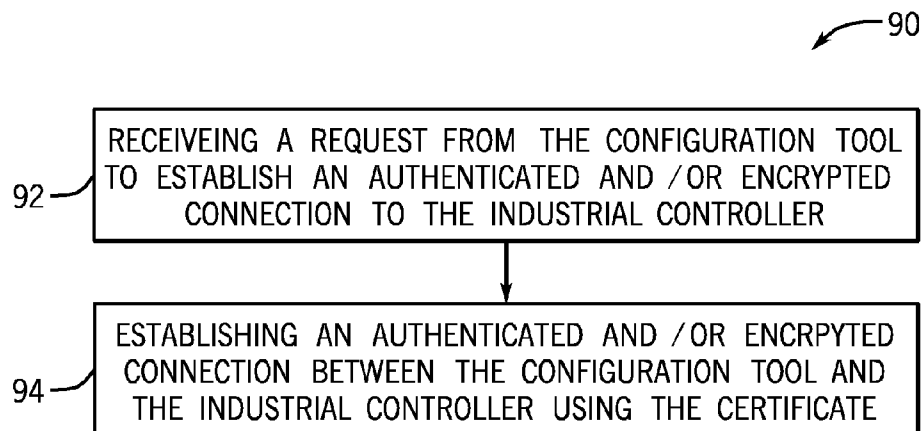 90
RECEIVEING A REQUEST FROM THE CONFIGURATION TOOL
92 TO ESTABLISH AN AUTHENTICATED AND /OR ENCRYPTED
CONNECTION TO THE INDUSTRIAL CONTROLLER
ESTABLISHING AN AUTHENTICATED AND /OR ENCRPYTED
CONNECTION BETWEEN THE CONFIGURATION TOOL AND
94 THE INDUSTRIAL CONTROLLER USING THE CERTIFICATE